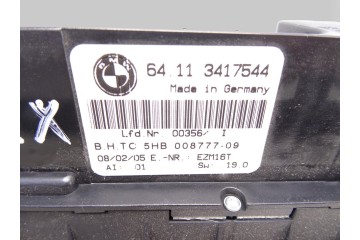 BMW
64.11 3417544
Made in Germany
Lfd Nr. 00356/ I
B.H.TC 5HB 008777-09
08/02/05 E.-NR.: EZM16T
AI: 01 SW: 19.0
X